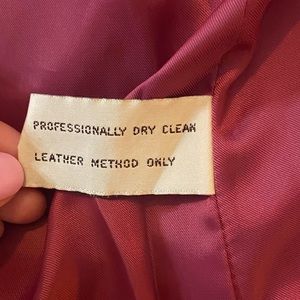 PROFESSIONALLY DRY CLEAN
LEATHER METHOD ONLY